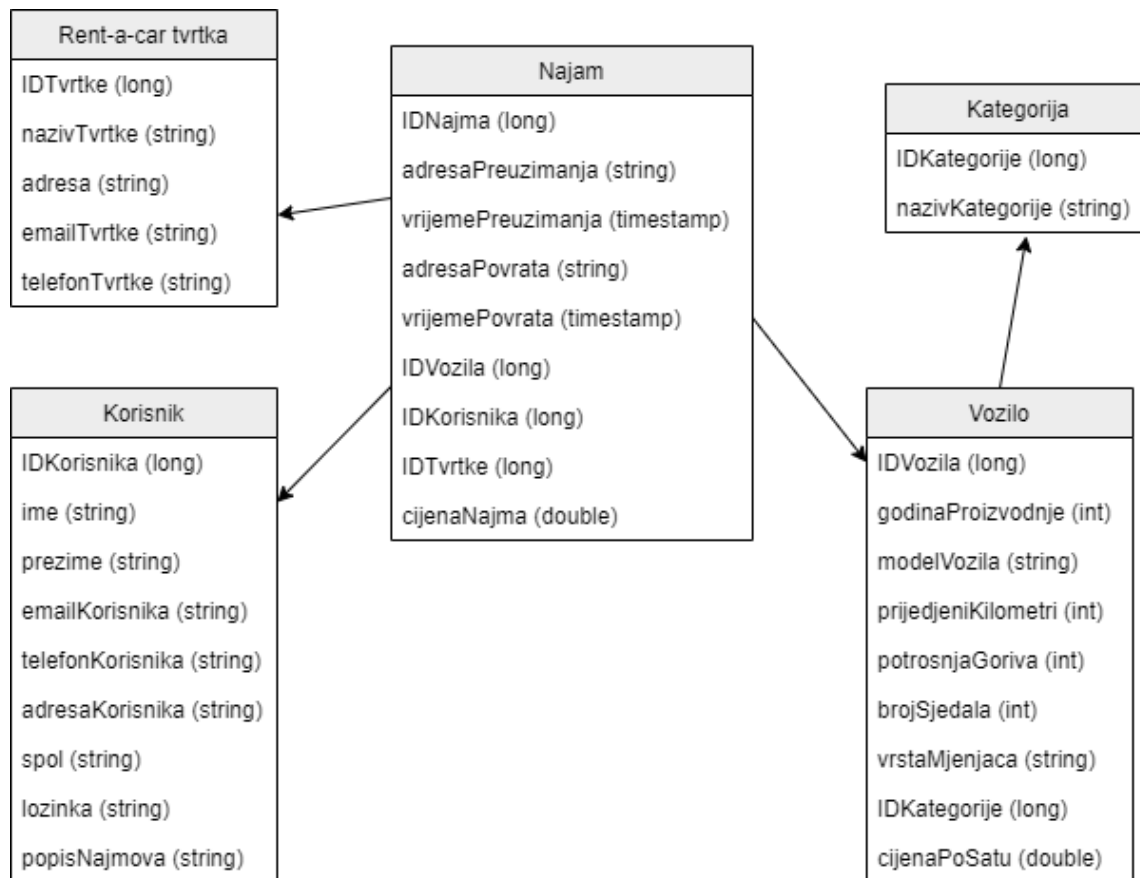 Rent-a-car tvrtka
IDTvrtke (long)
nazivTvrtke (string)
adresa (string)
emailTvrtke (string)
telefonTvrtke (string)
Najam
IDNajma (long)
adresaPreuzimanja (string)
vrijemePreuzimanja (timestamp)
adresaPovrata (string)
vrijemePovrata (timestamp)
IDVozila (long)
IDKorisnika (long)
IDTvrtke (long)
cijenaNajma (double)
Kategorija
IDKategorije (long)
nazivKategorije (string)
Korisnik
IDKorisnika (long)
ime (string)
prezime (string)
emailKorisnika (string)
telefonKorisnika (string)
adresaKorisnika (string)
spol (string)
lozinka (string)
popisNajmova (string)
Vozilo
IDVozila (long)
godinaProizvodnje (int)
modelVozila (string)
prijedjeniKilometri (int)
potrosnjaGoriva (int)
brojSjedala (int)
vrstaMjenjaca (string)
IDKategorije (long)
cijenaPoSatu (double)